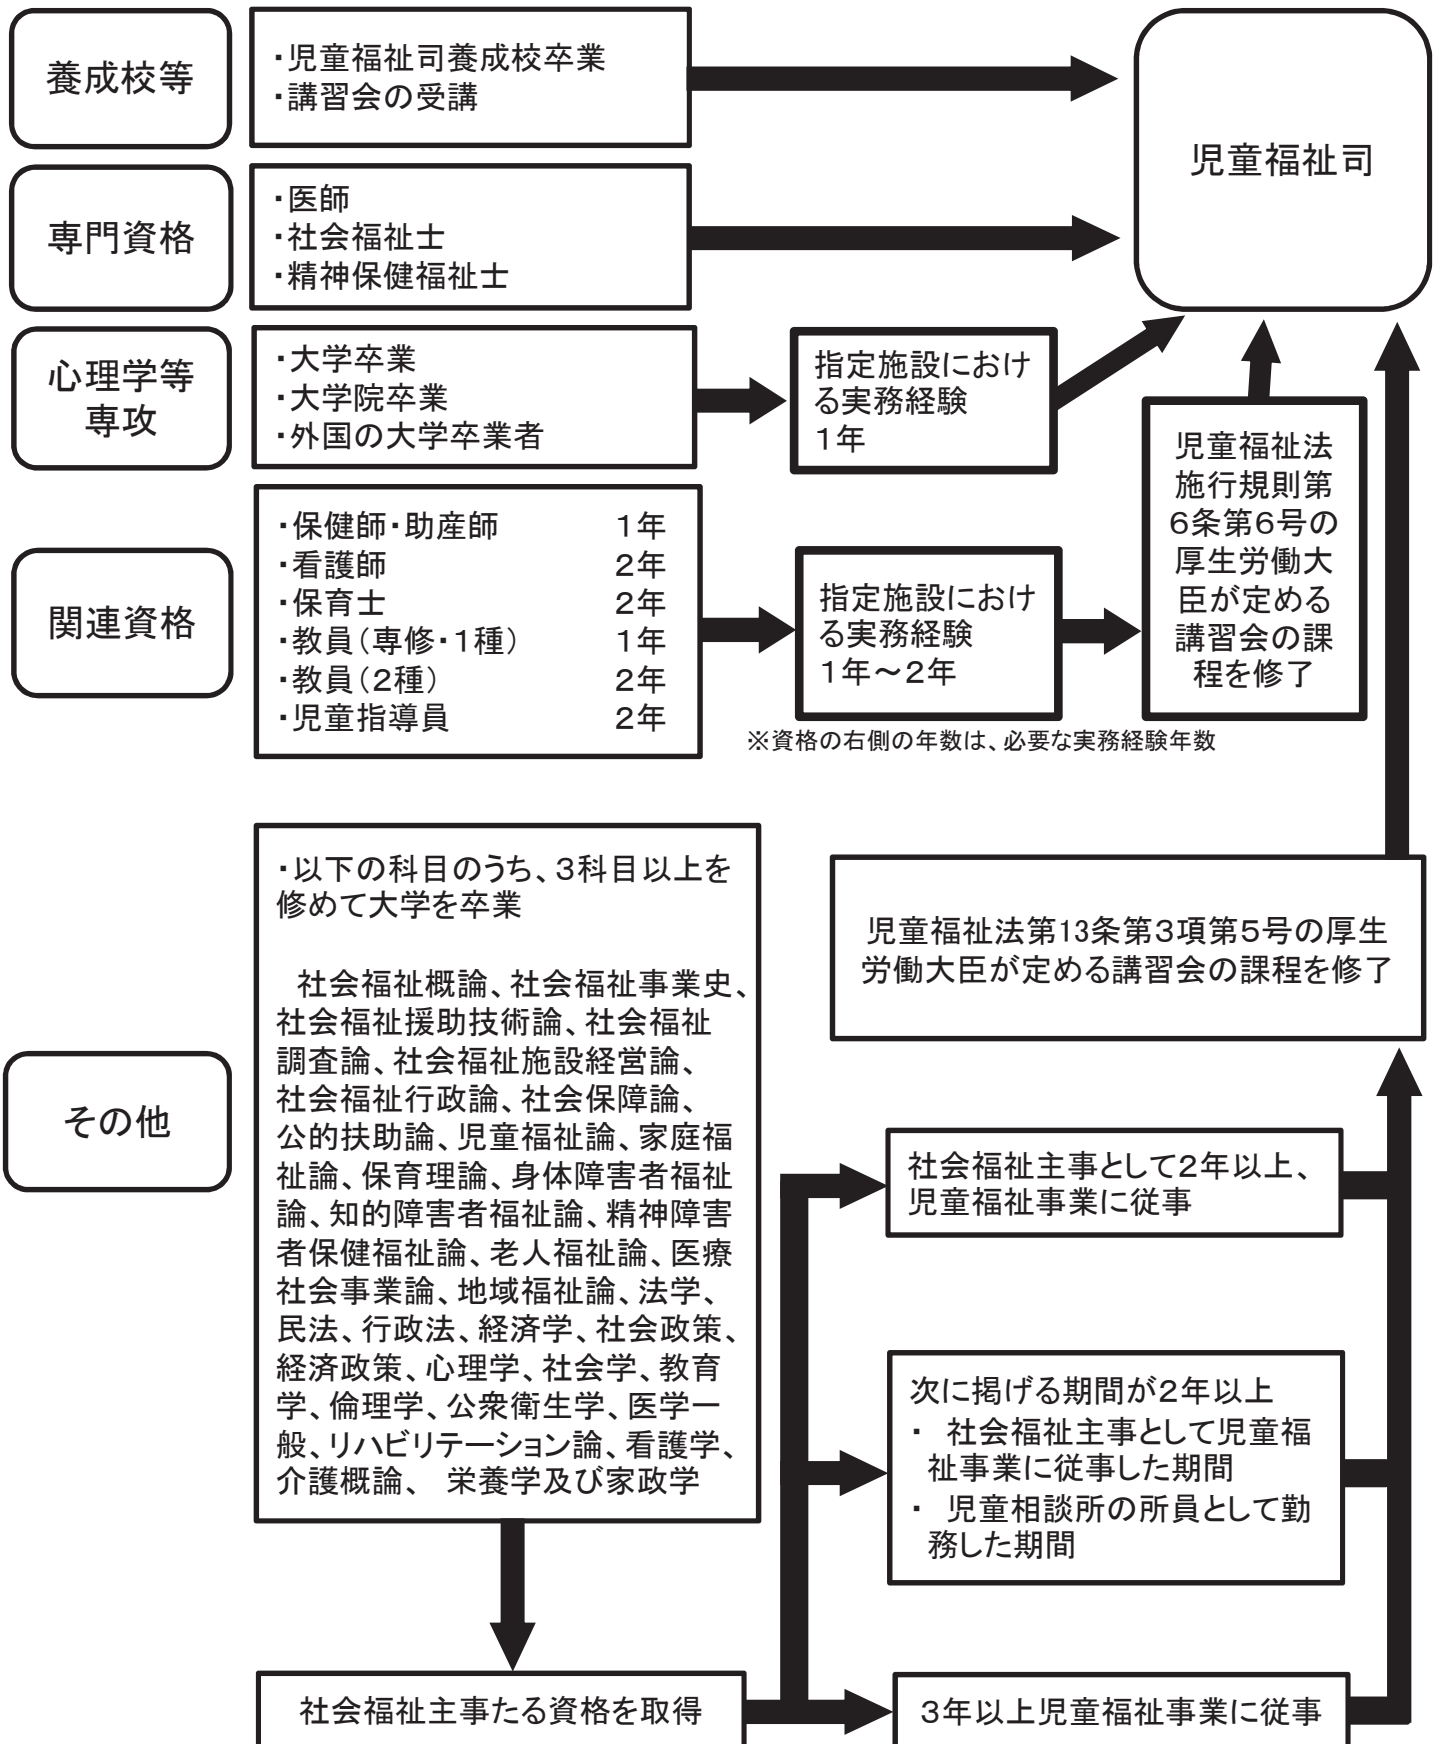 養成校等
・児童福祉司養成校卒業
・講習会の受講
児童福祉司
専門資格
・医師
・社会福祉士
・精神保健福祉士
心理学等
専攻
・大学卒業
・大学院卒業
・外国の大学卒業者
指定施設におけ
る実務経験
1年
関連資格
・保健師・助産師 1年
・看護師 2年
・保育士 2年
・教員（専修・1種） 1年
・教員（2種） 2年
・児童指導員 2年
指定施設におけ
る実務経験
1年～2年
児童福祉法
施行規則第
6条第6号の
厚生労働大
臣が定める
講習会の課
程を修了
※資格の右側の年数は、必要な実務経験年数
その他
・以下の科目のうち、3科目以上を
修めて大学を卒業
社会福祉概論、社会福祉事業史、
社会福祉援助技術論、社会福祉
調査論、社会福祉施設経営論、
社会福祉行政論、社会保障論、
公的扶助論、児童福祉論、家庭福
祉論、保育理論、身体障害者福祉
論、知的障害者福祉論、精神障害
者保健福祉論、老人福祉論、医療
社会事業論、地域福祉論、法学、
民法、行政法、経済学、社会政策、
経済政策、心理学、社会学、教育
学、倫理学、公衆衛生学、医学一
般、リハビリテーション論、看護学、
介護概論、 栄養学及び家政学
児童福祉法第13条第3項第5号の厚生
労働大臣が定める講習会の課程を修了
社会福祉主事として2年以上、
児童福祉事業に従事
次に掲げる期間が2年以上
・ 社会福祉主事として児童福
祉事業に従事した期間
・ 児童相談所の所員として勤
務した期間
社会福祉主事たる資格を取得
3年以上児童福祉事業に従事